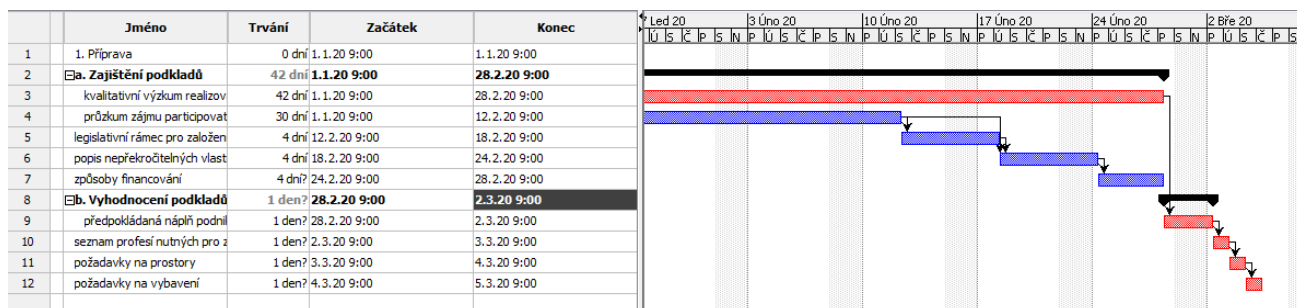 Jméno Trvání Začátek Konec
Led 20 3 Úno 20 10 Úno 20 17 Úno 20 24 Úno 20 2 Bře 20
Ú S Č P S N P Ú S Č P S N P Ú S Č P S N P Ú S Č P S N P Ú S Č P S N P Ú S Č P S
1 1. Příprava 0 dní 1.1.20 9:00 1.1.20 9:00
2 a. Zajištění podkladů 42 dní 1.1.20 9:00 28.2.20 9:00
3 kvalitativní výzkum realizov 42 dní 1.1.20 9:00 28.2.20 9:00
4 průzkum zájmu participovat 30 dní 1.1.20 9:00 12.2.20 9:00
5 legislativní rámec pro založen 4 dní 12.2.20 9:00 18.2.20 9:00
6 popis nepřekročitelných vlast 4 dní 18.2.20 9:00 24.2.20 9:00
7 způsoby financování 4 dní? 24.2.20 9:00 28.2.20 9:00
8 b. Vyhodnocení podkladů 1 den? 28.2.20 9:00 2.3.20 9:00
9 předpokládaná náplň podnik 1 den? 28.2.20 9:00 2.3.20 9:00
10 seznam profesí nutných pro z 1 den? 2.3.20 9:00 3.3.20 9:00
11 požadavky na prostory 1 den? 3.3.20 9:00 4.3.20 9:00
12 požadavky na vybavení 1 den? 4.3.20 9:00 5.3.20 9:00